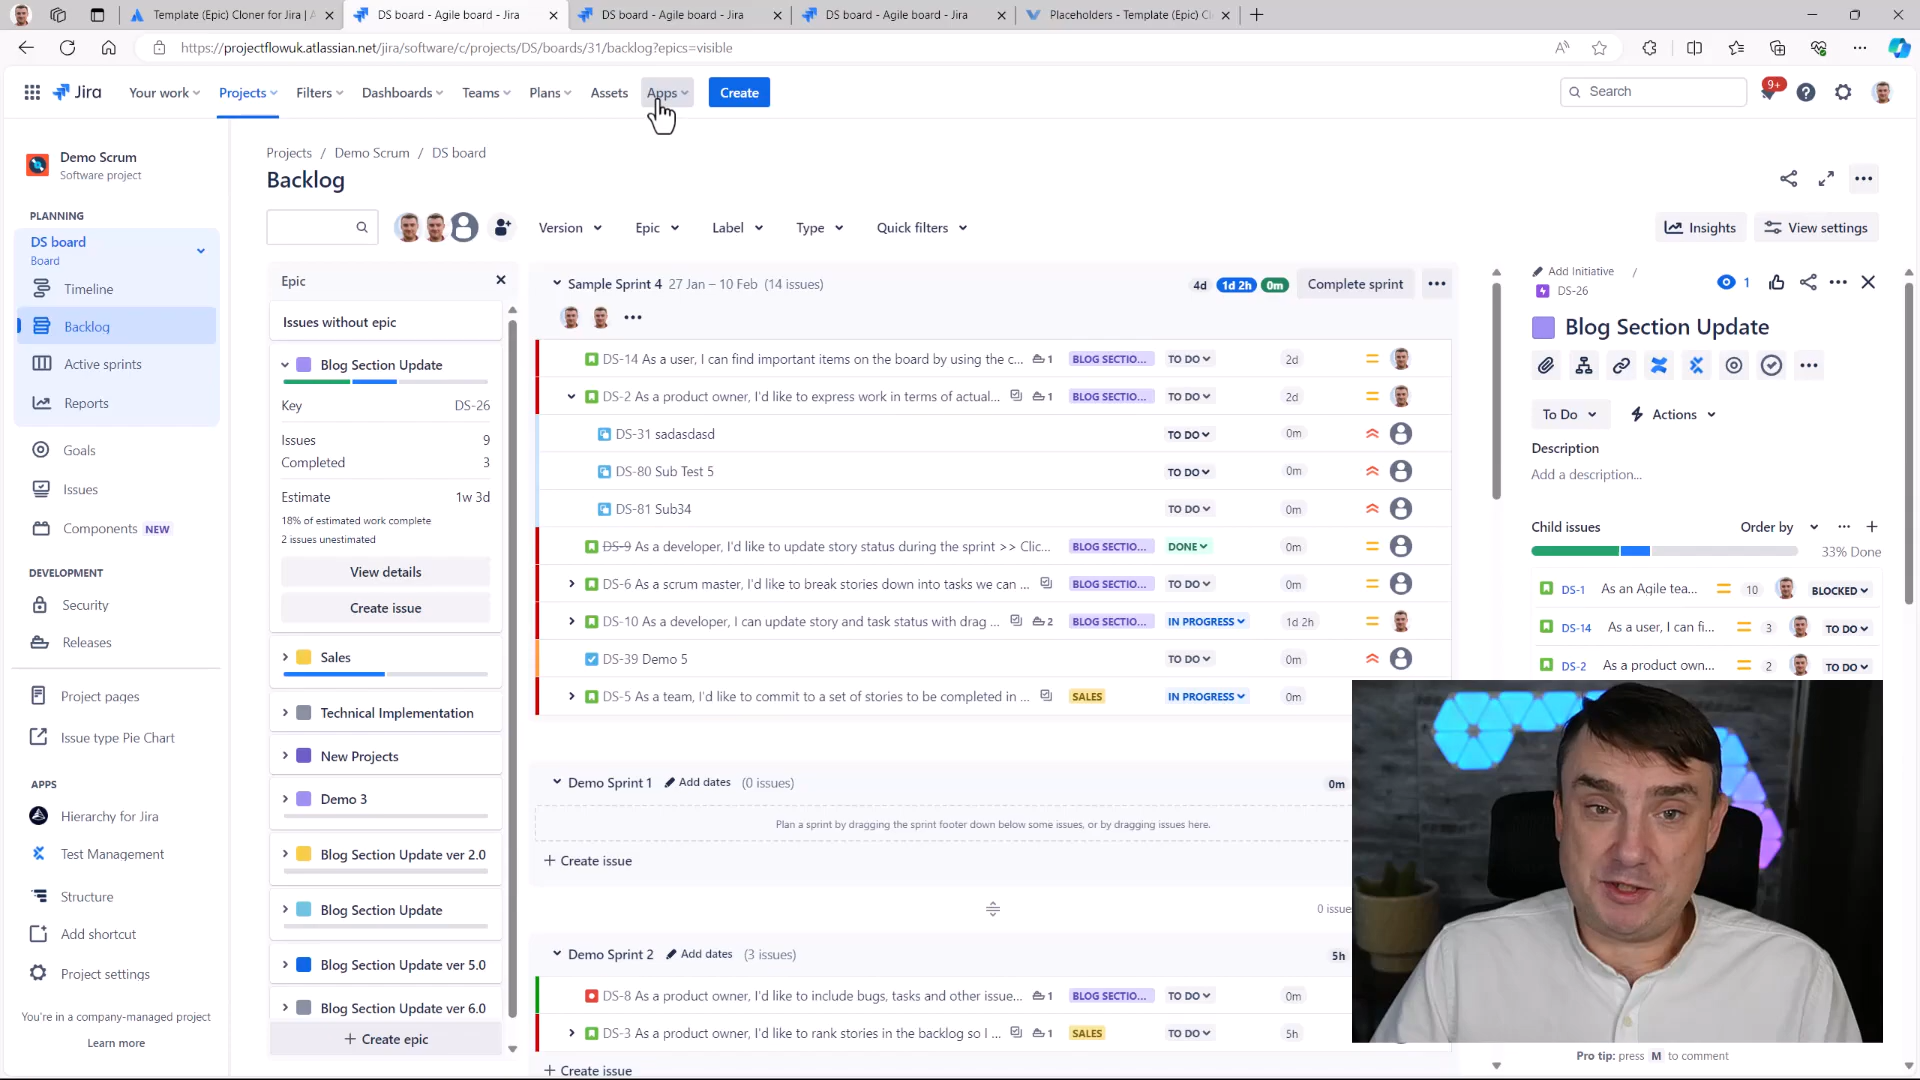 Template (Epic) Cloner for Jira | A
DS board - Agile board - Jira
DS board - Agile board - Jira
DS board - Agile board - Jira
Placeholders - Template (Epic) Cl
https://projectflowuk.atlassian.net/jira/software/c/projects/DS/boards/31/backlog?epics=visible
Jira
Your work
Projects
Filters
Dashboards
Teams
Plans
Assets
Apps
Create
Search
9+
Demo Scrum
Software project
PLANNING
DS board
Board
Timeline
Backlog
Active sprints
Reports
Goals
Issues
Components NEW
DEVELOPMENT
Security
Releases
Project pages
Issue type Pie Chart
APPS
Hierarchy for Jira
Test Management
Structure
Add shortcut
Project settings
You're in a company-managed project
Learn more
Projects / Demo Scrum / DS board
Backlog
Version
Epic
Label
Type
Quick filters
Insights
View settings
Epic
Issues without epic
Blog Section Update
Key DS-26
Issues 9
Completed 3
Estimate 1w 3d
18% of estimated work complete
2 issues unestimated
View details
Create issue
Sales
Technical Implementation
New Projects
Demo 3
Blog Section Update ver 2.0
Blog Section Update
Blog Section Update ver 5.0
Blog Section Update ver 6.0
+ Create epic
Sample Sprint 4 27 Jan – 10 Feb (14 issues) 4d 1d 2h 0m Complete sprint
DS-14 As a user, I can find important items on the board by using the c... 1 BLOG SECTIO... TO DO 2d
DS-2 As a product owner, I'd like to express work in terms of actual... 1 BLOG SECTIO... TO DO 2d
DS-31 sadasdasd TO DO 0m
DS-80 Sub Test 5 TO DO 0m
DS-81 Sub34 TO DO 0m
DS-9 As a developer, I'd like to update story status during the sprint >> Clic... BLOG SECTIO... DONE 0m
DS-6 As a scrum master, I'd like to break stories down into tasks we can ... BLOG SECTIO... TO DO 0m
DS-10 As a developer, I can update story and task status with drag ... 2 BLOG SECTIO... IN PROGRESS 1d 2h
DS-39 Demo 5 TO DO 0m
DS-5 As a team, I'd like to commit to a set of stories to be completed in ... SALES IN PROGRESS 0m
Demo Sprint 1 Add dates (0 issues) 0m
Plan a sprint by dragging the sprint footer down below some issues, or by dragging issues here.
+ Create issue
0 issue
Demo Sprint 2 Add dates (3 issues) 5h
DS-8 As a product owner, I'd like to include bugs, tasks and other issue... 1 BLOG SECTIO... TO DO 0m
DS-3 As a product owner, I'd like to rank stories in the backlog so I ... 1 SALES TO DO 5h
+ Create issue
Add Initiative /
DS-26
1
Blog Section Update
To Do
Actions
Description
Add a description...
Child issues Order by
33% Done
DS-1 As an Agile tea... 10 BLOCKED
DS-14 As a user, I can fi... 3 TO DO
DS-2 As a product own... 2 TO DO
Pro tip: press M to comment